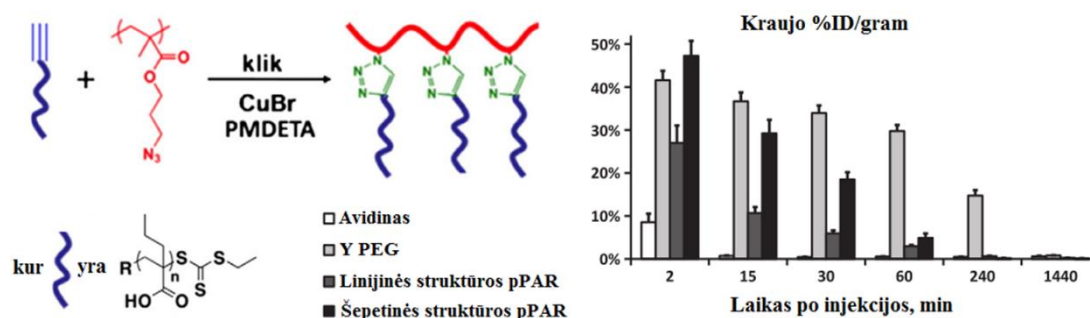 klik
CuBr
PMDETA
+
O
O
N₃
N
N
N
N
N
N
N
N
N
kur
yra
R
n
S
S
S
HO
O
Avidinas
Y PEG
Linijinės struktūros pPAR
Šepetinės struktūros pPAR
Kraujo %ID/gram
50%
40%
30%
20%
10%
0%
2
15
30
60
240
1440
Laikas po injekcijos, min